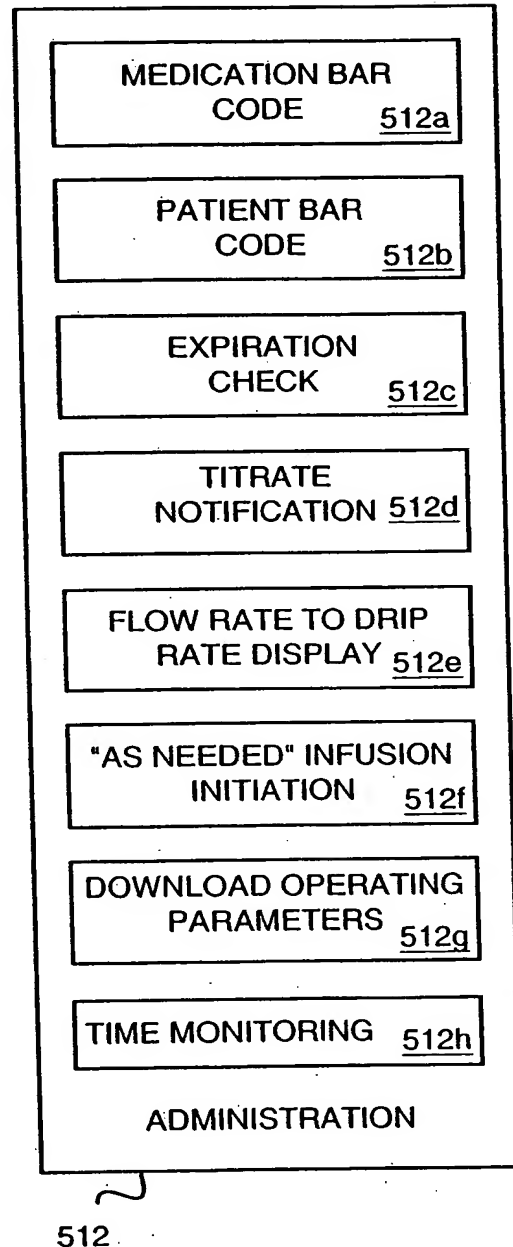 MEDICATION BAR
CODE 512a
PATIENT BAR
CODE 512b
EXPIRATION
CHECK 512c
TITRATE
NOTIFICATION 512d
FLOW RATE TO DRIP
RATE DISPLAY 512e
"AS NEEDED" INFUSION
INITIATION 512f
DOWNLOAD OPERATING
PARAMETERS 512g
TIME MONITORING 512h
ADMINISTRATION
512